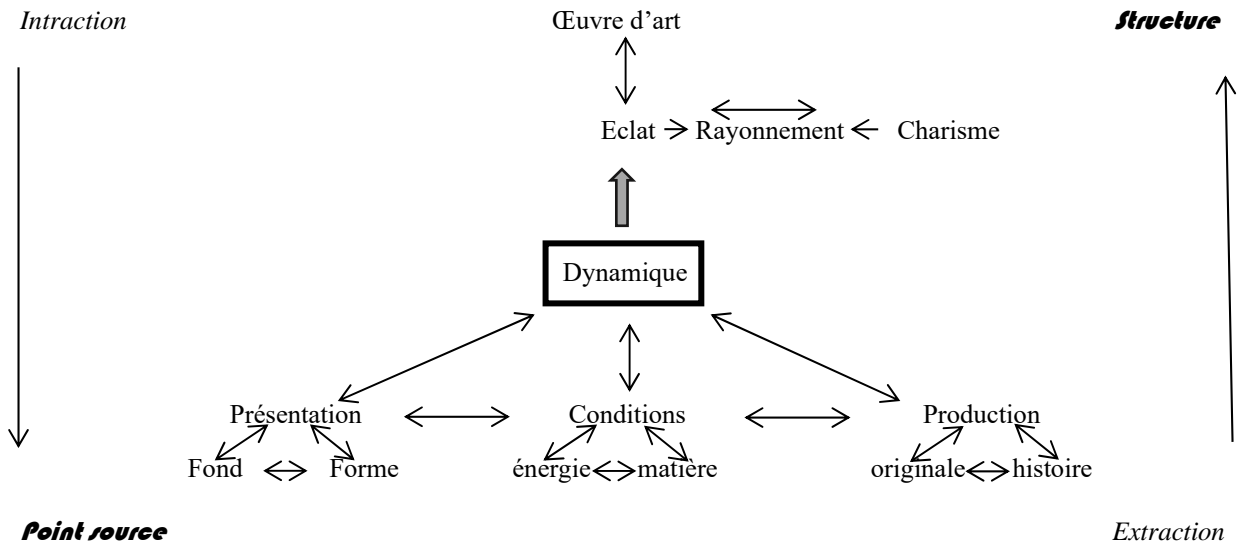 Intraction Œuvre d’art Structure
Eclat Rayonnement Charisme
Dynamique
Présentation Conditions Production
Fond Forme énergie matière originale histoire
Point source Extraction